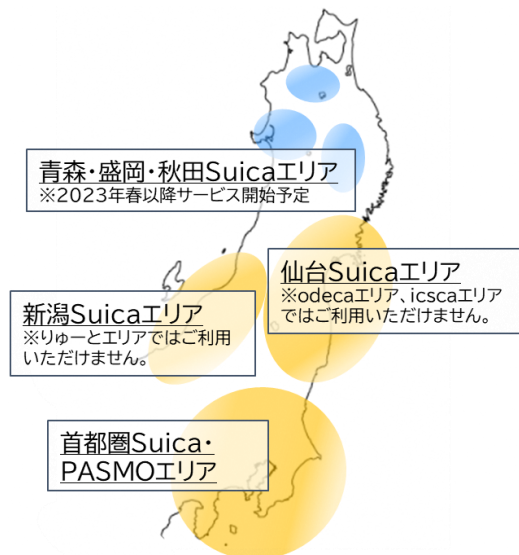 青森・盛岡・秋田Suicaエリア
※2023年春以降サービス開始予定
仙台Suicaエリア
※odecaエリア、icscaエリア
ではご利用いただけません。
新潟Suicaエリア
※りゅーとエリアではご利用
いただけません。
首都圏Suica・
PASMOエリア